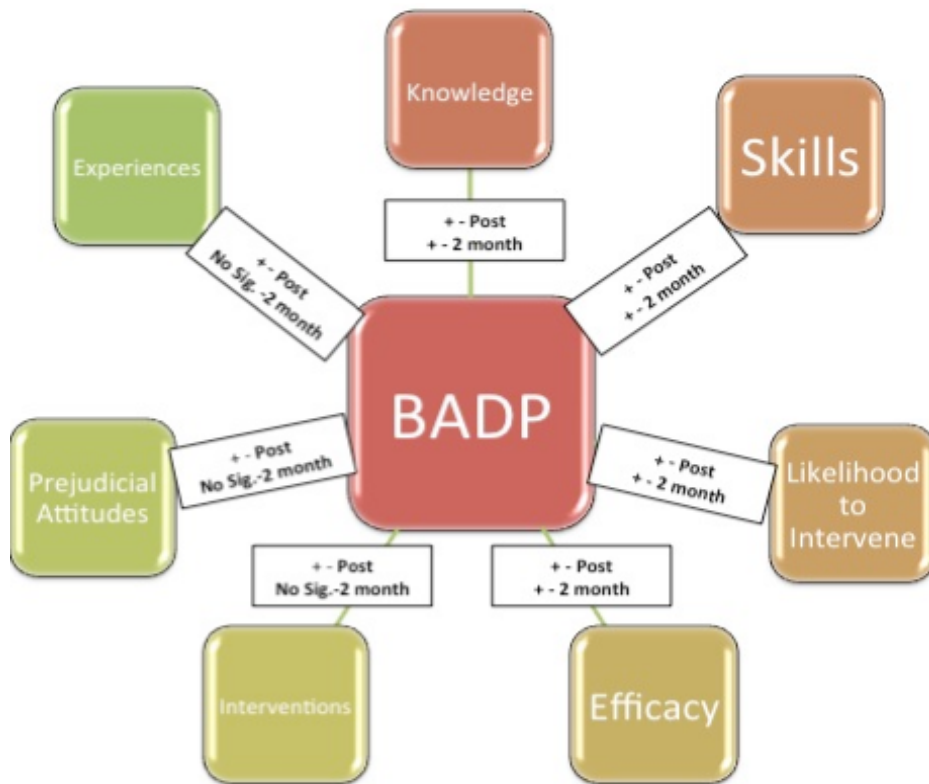 Knowledge
Skills
Experiences
+ - Post
+ - 2 month
+ - Post
No Sig. -2 month
+ - Post
+ - 2 month
BADP
Prejudicial
Attitudes
+ - Post
No Sig.-2 month
+ - Post
+ - 2 month
Likelihood
to
Intervene
+ - Post
No Sig.-2 month
+ - Post
+ - 2 month
Interventions
Efficacy